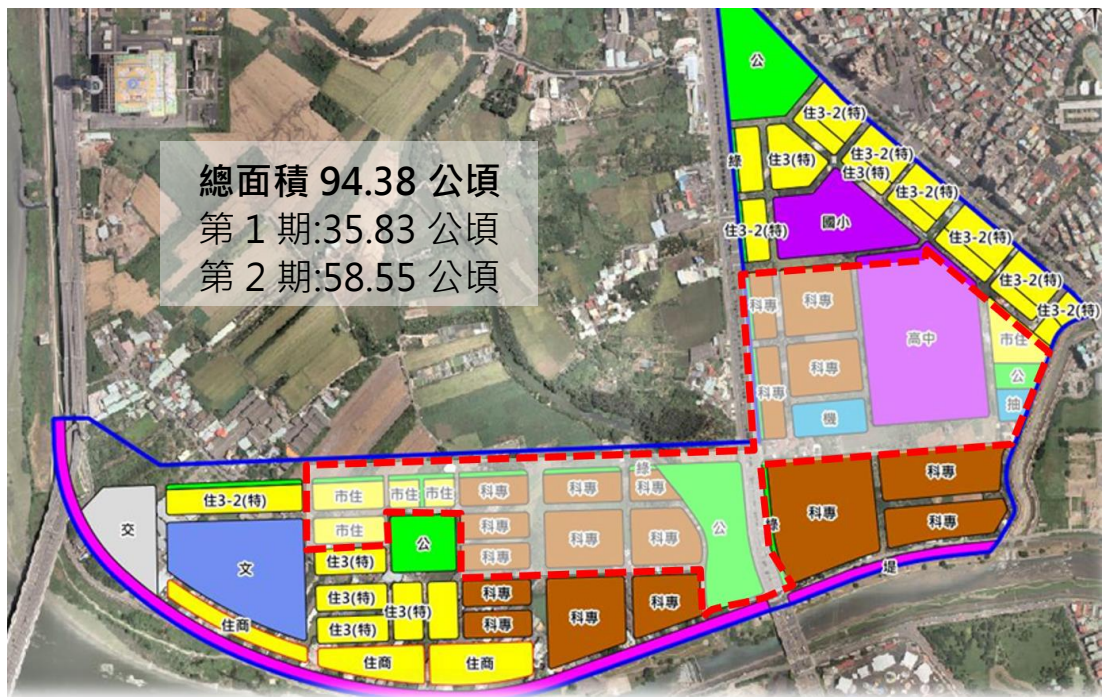 總面積 94.38 公頃
第 1 期:35.83 公頃
第 2 期:58.55 公頃
公
住3-2(特)
綠
住3(特)
住3-2(特)
住3(特)
住3-2(特)
國小
住3-2(特)
住3-2(特)
住3-2(特)
住3-2(特)
科專
科專
高中
市住
科專
科專
公
機
抽
住3-2(特)
市住
市住
市住
科專
科專
綠
科專
科專
科專
科專
交
文
市住
公
科專
科專
科專
公
綠
科專
住3(特)
科專
堤
住3(特)
住3(特)
科專
科專
科專
住商
住3(特)
科專
住商
住商